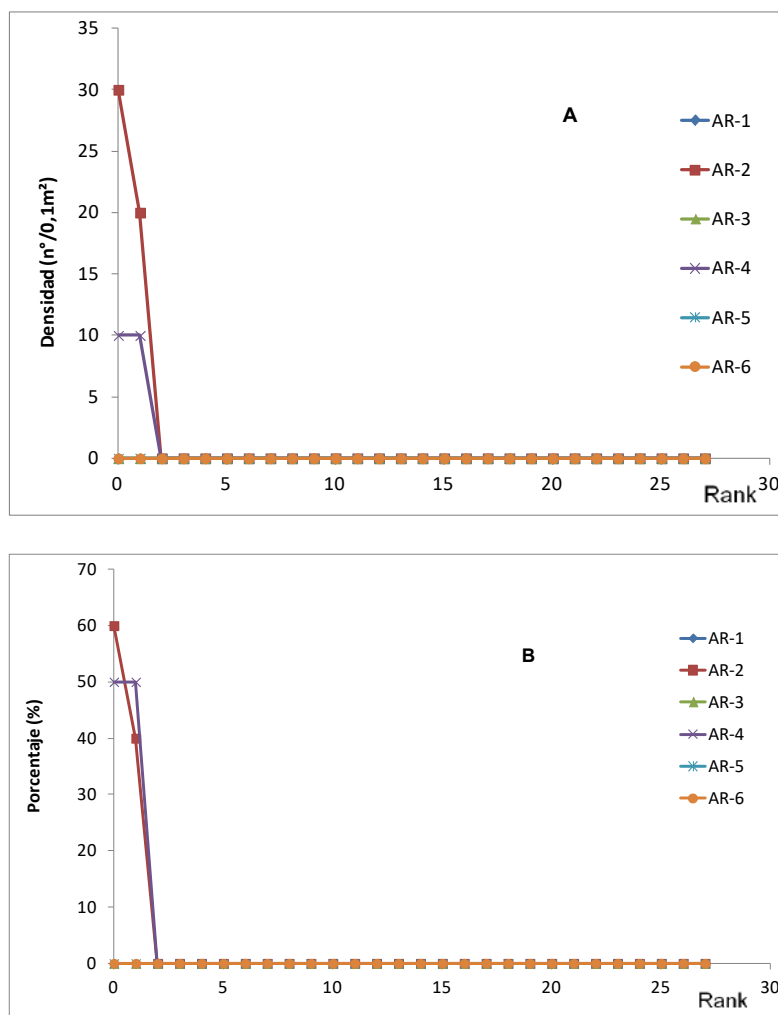 35
30
25
20
15
10
5
0
Densidad (n°/0,1m²)
A
AR-1
AR-2
AR-3
AR-4
AR-5
AR-6
0 5 10 15 20 25 30
Rank
70
60
50
40
30
20
10
0
Porcentaje (%)
B
AR-1
AR-2
AR-3
AR-4
AR-5
AR-6
0 5 10 15 20 25 30
Rank